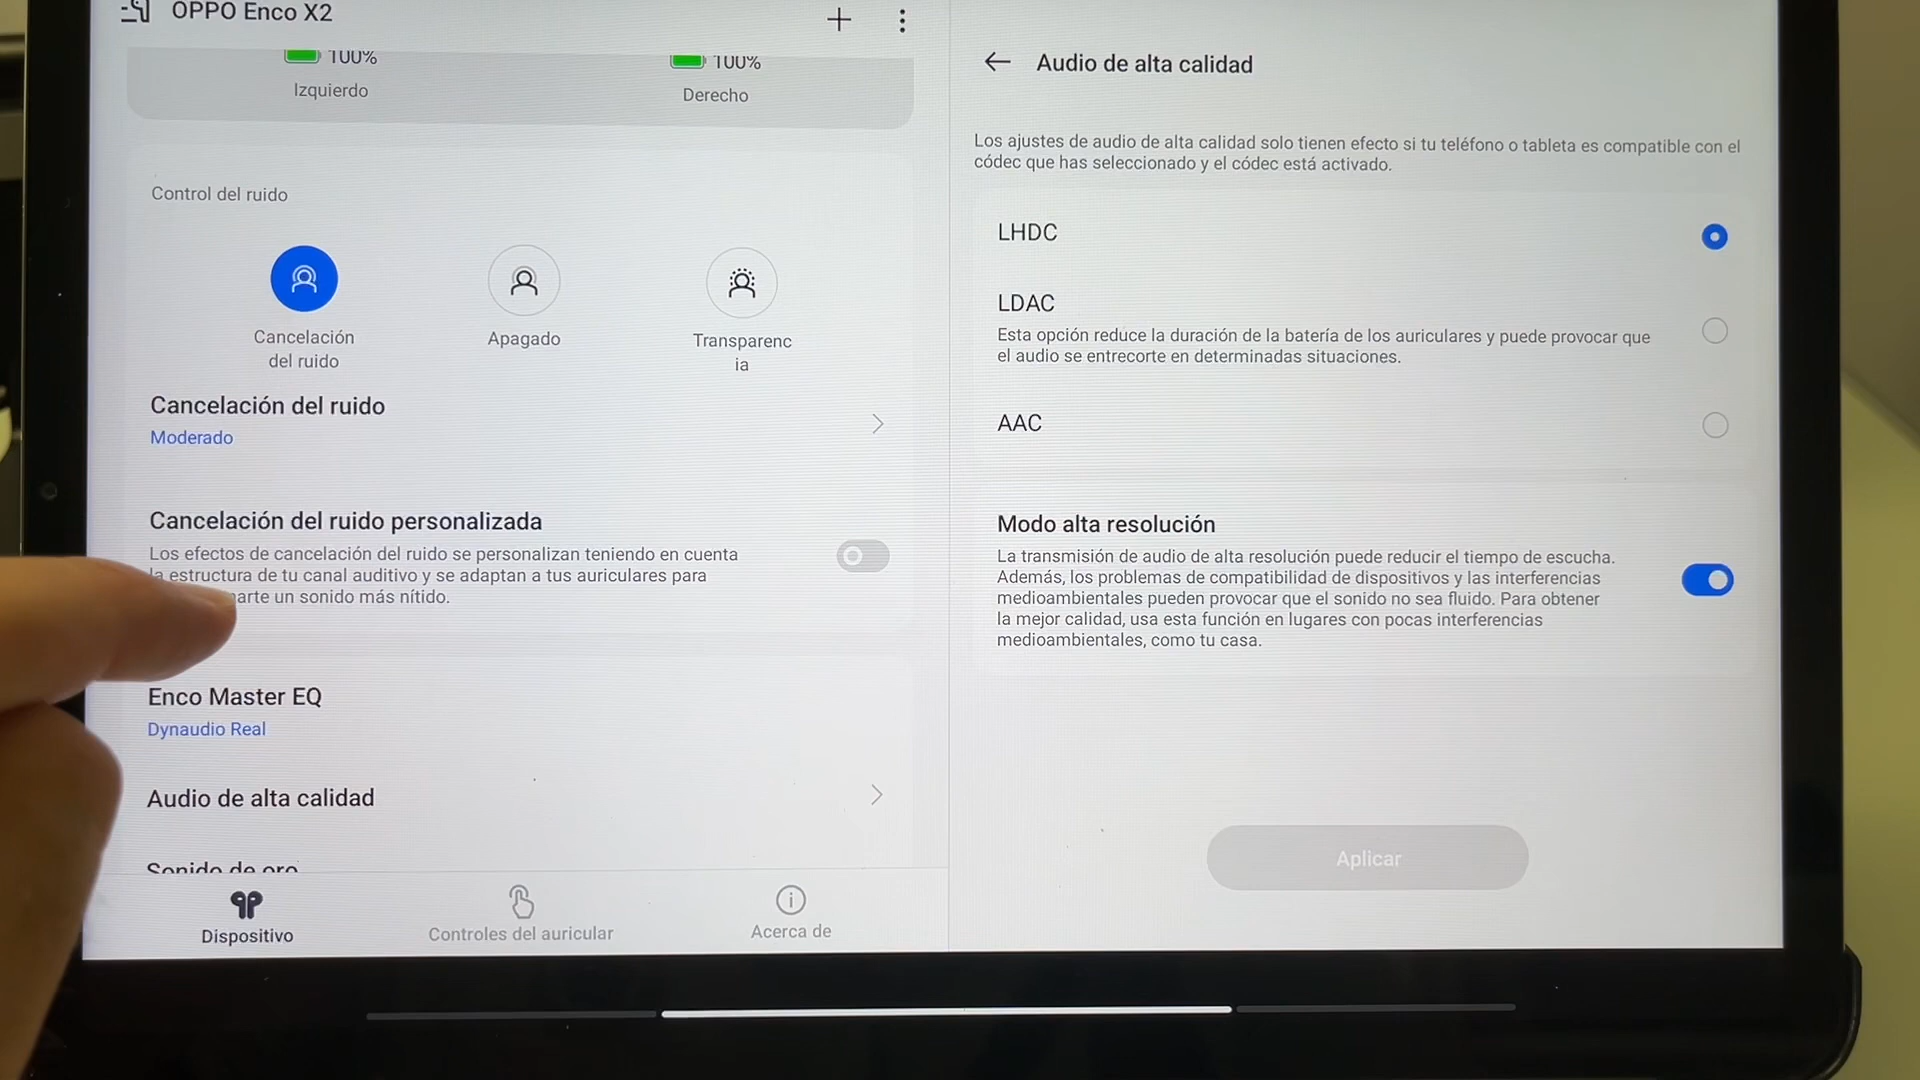 OPPO Enco X2
100%
100%
Izquierdo
Derecho
Control del ruido
Cancelación
del ruido
Apagado
Transparenc
ia
Cancelación del ruido
Moderado
Cancelación del ruido personalizada
Los efectos de cancelación del ruido se personalizan teniendo en cuenta
la estructura de tu canal auditivo y se adaptan a tus auriculares para
un sonido más nítido.
Enco Master EQ
Dynaudio Real
Audio de alta calidad
Sonido de oro
Dispositivo
Controles del auricular
Acerca de
Audio de alta calidad
Los ajustes de audio de alta calidad solo tienen efecto si tu teléfono o tableta es compatible con el
códec que has seleccionado y el códec está activado.
LHDC
LDAC
Esta opción reduce la duración de la batería de los auriculares y puede provocar que
el audio se entrecorte en determinadas situaciones.
AAC
Modo alta resolución
La transmisión de audio de alta resolución puede reducir el tiempo de escucha.
Además, los problemas de compatibilidad de dispositivos y las interferencias
medioambientales pueden provocar que el sonido no sea fluido. Para obtener
la mejor calidad, usa esta función en lugares con pocas interferencias
medioambientales, como tu casa.
Aplicar